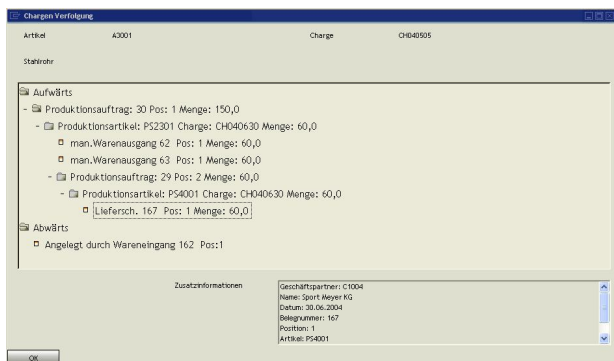 Chargen Verfolgung
Artikel A3001 Charge CH040505
Stahlrohr
Aufwärts
- Produktionsauftrag: 30 Pos: 1 Menge: 150,0
- Produktionsartikel: PS2301 Charge: CH040630 Menge: 60,0
man.Warenausgang 62 Pos: 1 Menge: 60,0
man.Warenausgang 63 Pos: 1 Menge: 60,0
- Produktionsauftrag: 29 Pos: 2 Menge: 60,0
- Produktionsartikel: PS4001 Charge: CH040630 Menge: 60,0
Liefersch. 167 Pos: 1 Menge: 60,0
Abwärts
Angelegt durch Wareneingang 162 Pos:1
Zusatzinformationen
Geschäftspartner: C1004
Name: Sport Meyer KG
Datum: 30.06.2004
Belegnummer: 167
Position: 1
Artikel: PS4001
OK